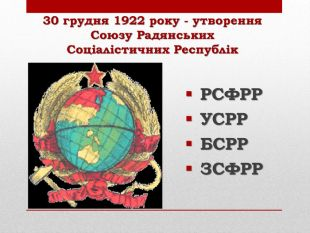 30 грудня 1922 року - утворення
Союзу Радянських
Соціалістичних Республік
▪ РСФРР
▪ УСРР
▪ БСРР
▪ ЗСФРР